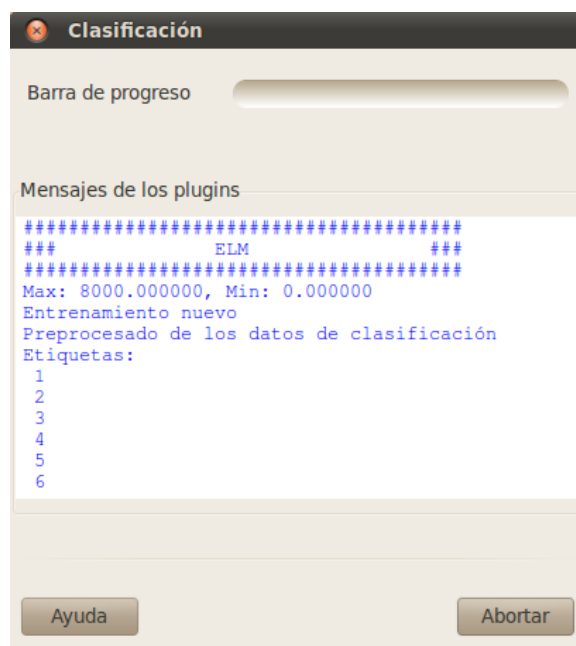 Clasificación
Barra de progreso
Mensajes de los plugins
#######################################
### ELM ###
#######################################
Max: 8000.000000, Min: 0.000000
Entrenamiento nuevo
Preprocesado de los datos de clasificación
Etiquetas:
1
2
3
4
5
6
Ayuda Abortar